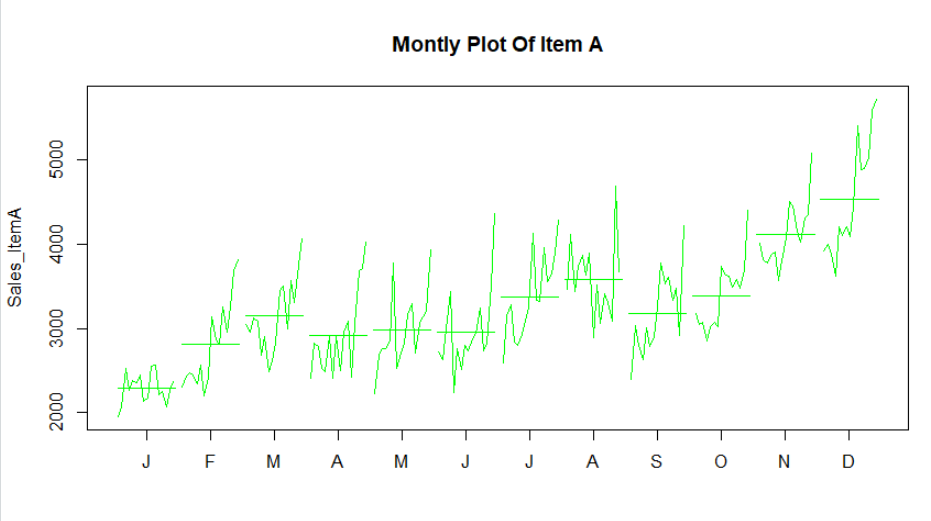 Montly Plot Of Item A
Sales_ItemA
5000
4000
3000
2000
J F M A M J J A S O N D